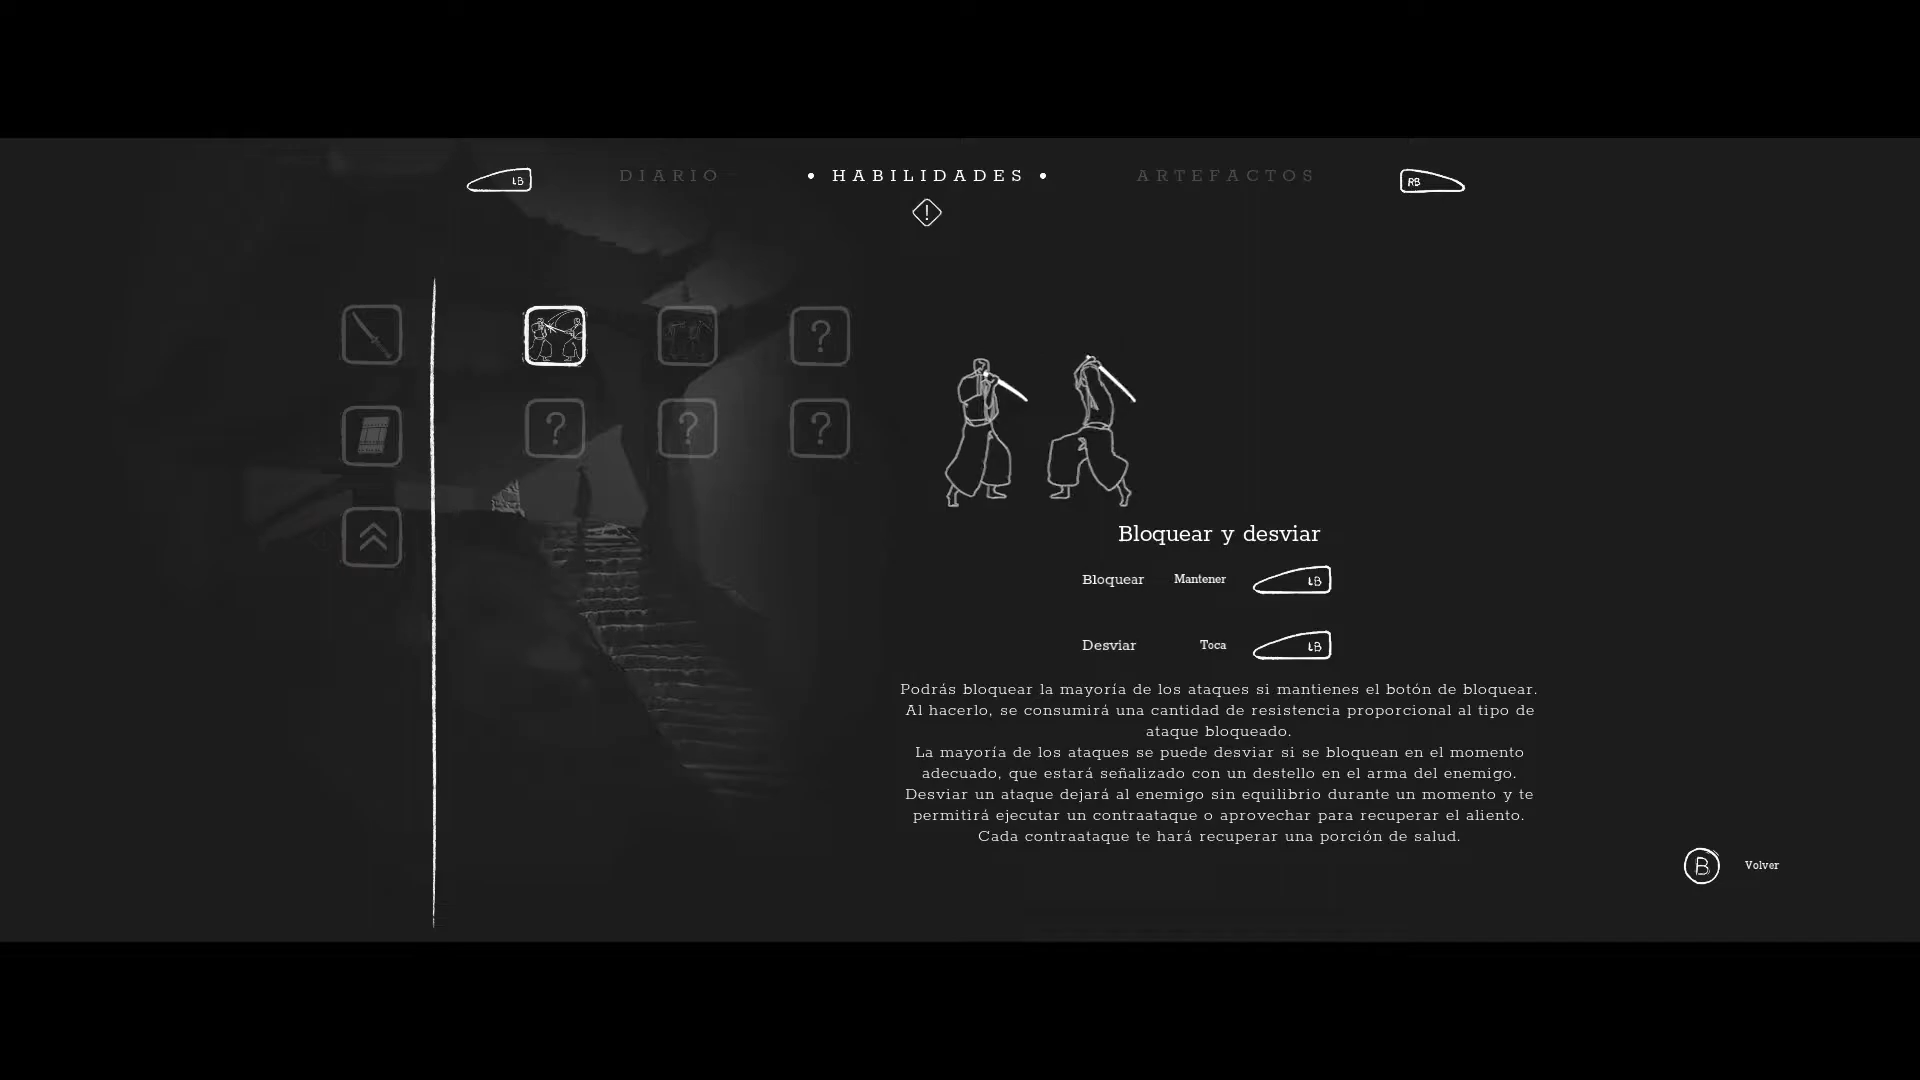 LB
DIARIO
• HABILIDADES •
ARTEFACTOS
RB
!
?
? ? ?
Bloquear y desviar
Bloquear Mantener LB
Desviar Toca LB
Podrás bloquear la mayoría de los ataques si mantienes el botón de bloquear.
Al hacerlo, se consumirá una cantidad de resistencia proporcional al tipo de
ataque bloqueado.
La mayoría de los ataques se puede desviar si se bloquean en el momento
adecuado, que estará señalizado con un destello en el arma del enemigo.
Desviar un ataque dejará al enemigo sin equilibrio durante un momento y te
permitirá ejecutar un contraataque o aprovechar para recuperar el aliento.
Cada contraataque te hará recuperar una porción de salud.
B Volver